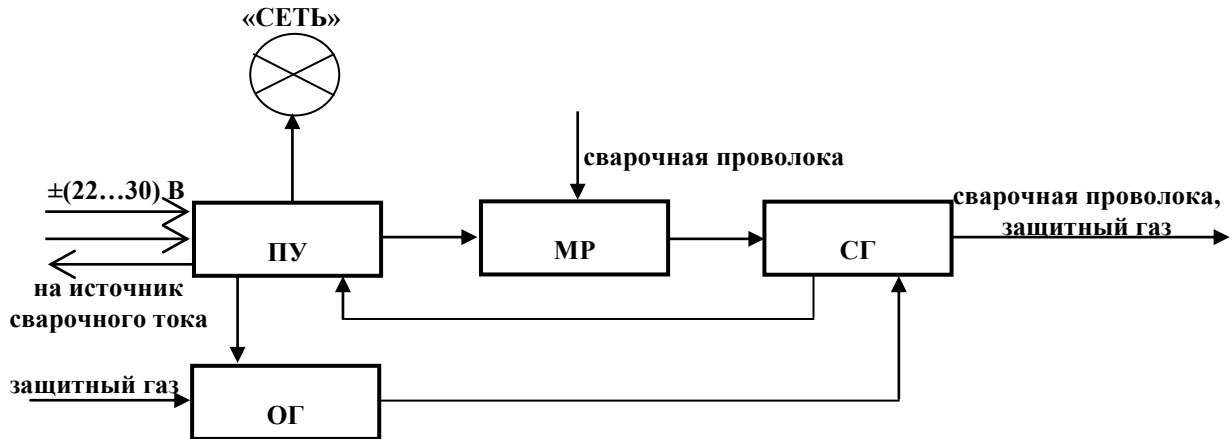 «СЕТЬ»
сварочная проволока
±(22…30) В
сварочная проволока,
защитный газ
ПУ
МР
СГ
на источник
сварочного тока
защитный газ
ОГ